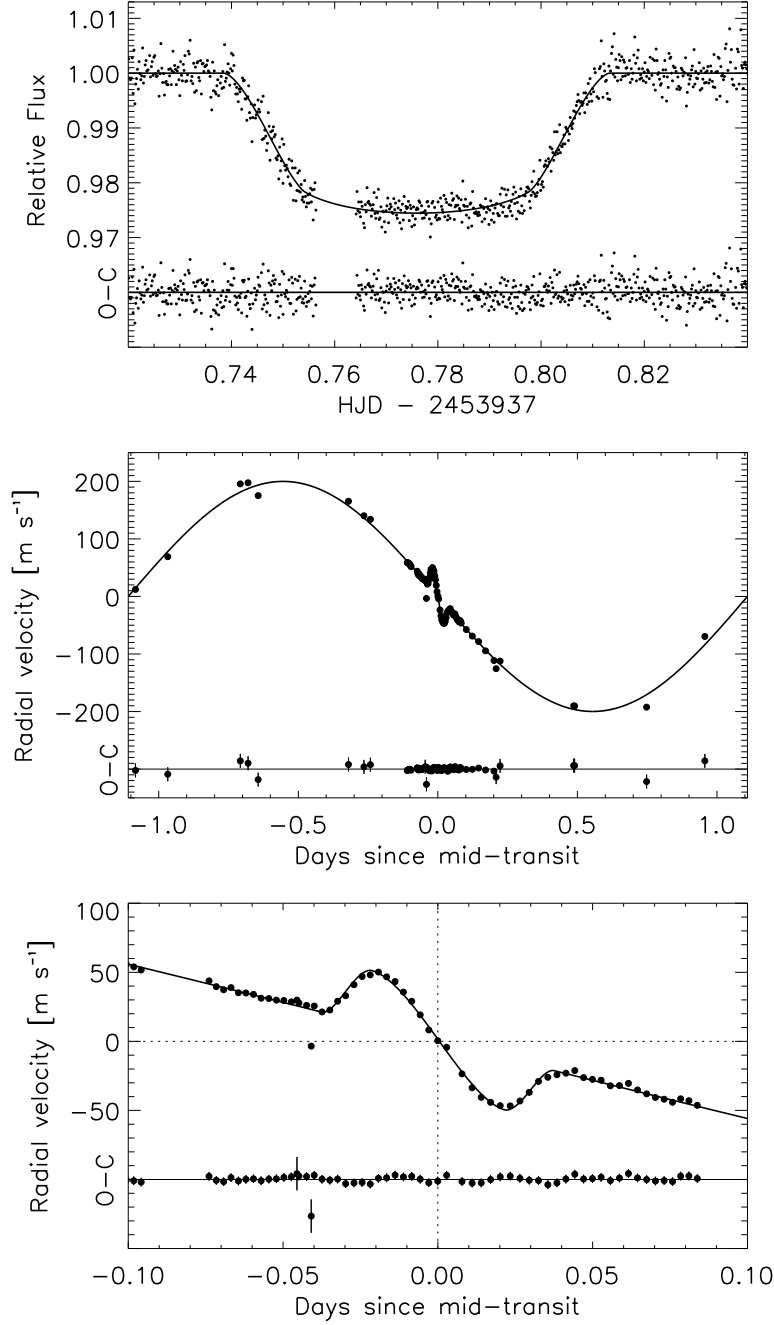 1.01
1.00
0.99
0.98
0.97
Relative Flux
O−C
0.74 0.76 0.78 0.80 0.82
HJD − 2453937
200
100
0
−100
−200
Radial velocity [m s⁻¹]
O−C
−1.0 −0.5 0.0 0.5 1.0
Days since mid−transit
100
50
0
−50
Radial velocity [m s⁻¹]
O−C
−0.10 −0.05 0.00 0.05 0.10
Days since mid−transit